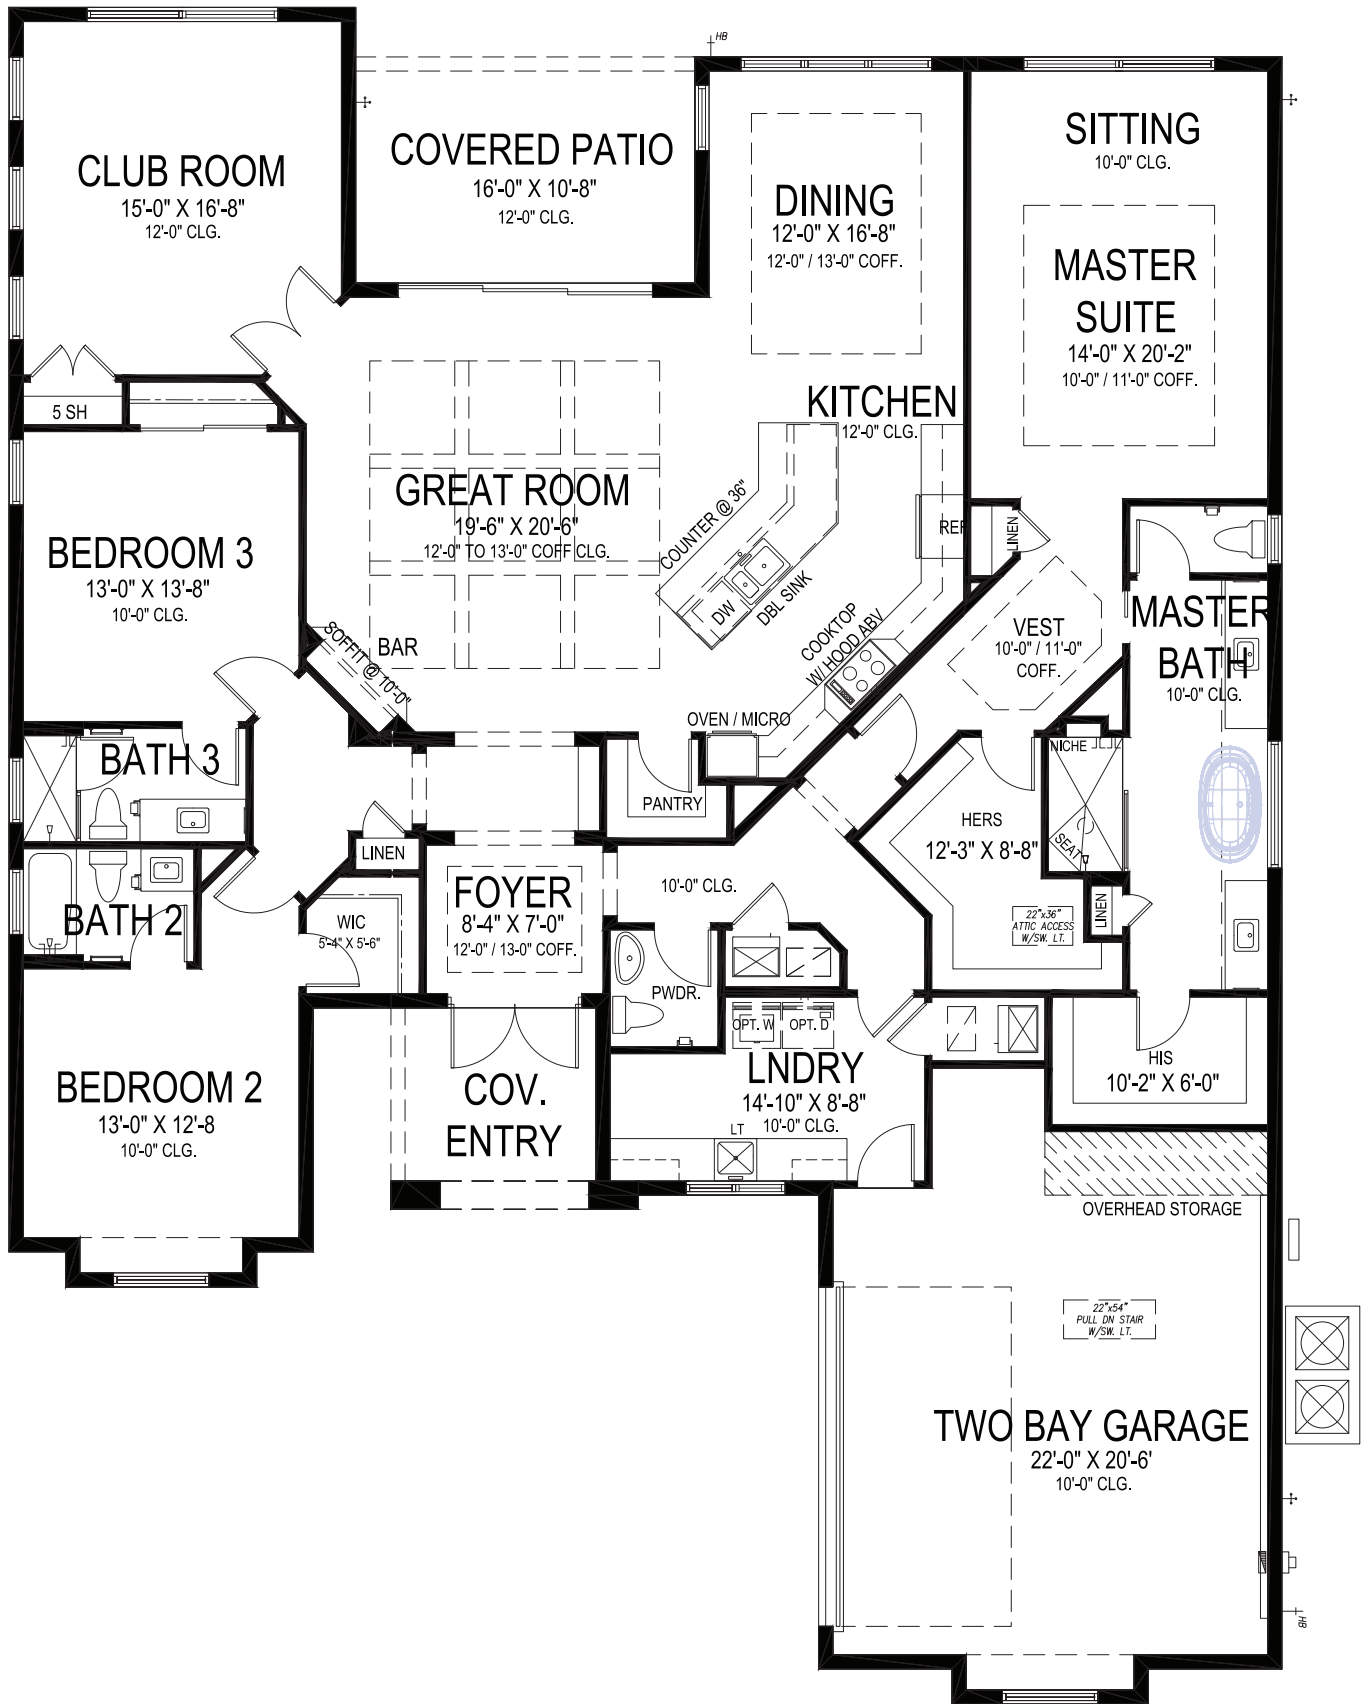 HB
CLUB ROOM
15'-0" X 16'-8"
12'-0" CLG.
COVERED PATIO
16'-0" X 10'-8"
12'-0" CLG.
DINING
12'-0" X 16'-8"
12'-0" / 13'-0" COFF.
SITTING
10'-0" CLG.
MASTER
SUITE
14'-0" X 20'-2"
10'-0" / 11'-0" COFF.
5 SH
KITCHEN
12'-0" CLG.
GREAT ROOM
19'-6" X 20'-6"
12'-0" TO 13'-0" COFF CLG.
COUNTER @ 36"
REF
LINEN
BEDROOM 3
13'-0" X 13'-8"
10'-0" CLG.
DW
DBL SINK
COOKTOP
W/ HOOD ABV
VEST
10'-0" / 11'-0"
COFF.
MASTER
BATH
10'-0" CLG.
BAR
SOFFIT @ 10'-0"
OVEN / MICRO
NICHE
BATH 3
PANTRY
HERS
12'-3" X 8'-8"
SEAT
LINEN
FOYER
8'-4" X 7'-0"
12'-0" / 13-0" COFF.
10'-0" CLG.
BATH 2
WIC
5'-4" X 5'-6"
22"x36"
ATTIC ACCESS
W/SW. LT.
LINEN
PWDR.
OPT. W
OPT. D
LNDRY
14'-10" X 8'-8"
10'-0" CLG.
LT
HIS
10'-2" X 6'-0"
BEDROOM 2
13'-0" X 12'-8
10'-0" CLG.
COV.
ENTRY
OVERHEAD STORAGE
22"x54"
PULL DN STAIR
W/SW. LT.
TWO BAY GARAGE
22'-0" X 20'-6'
10'-0" CLG.
HB